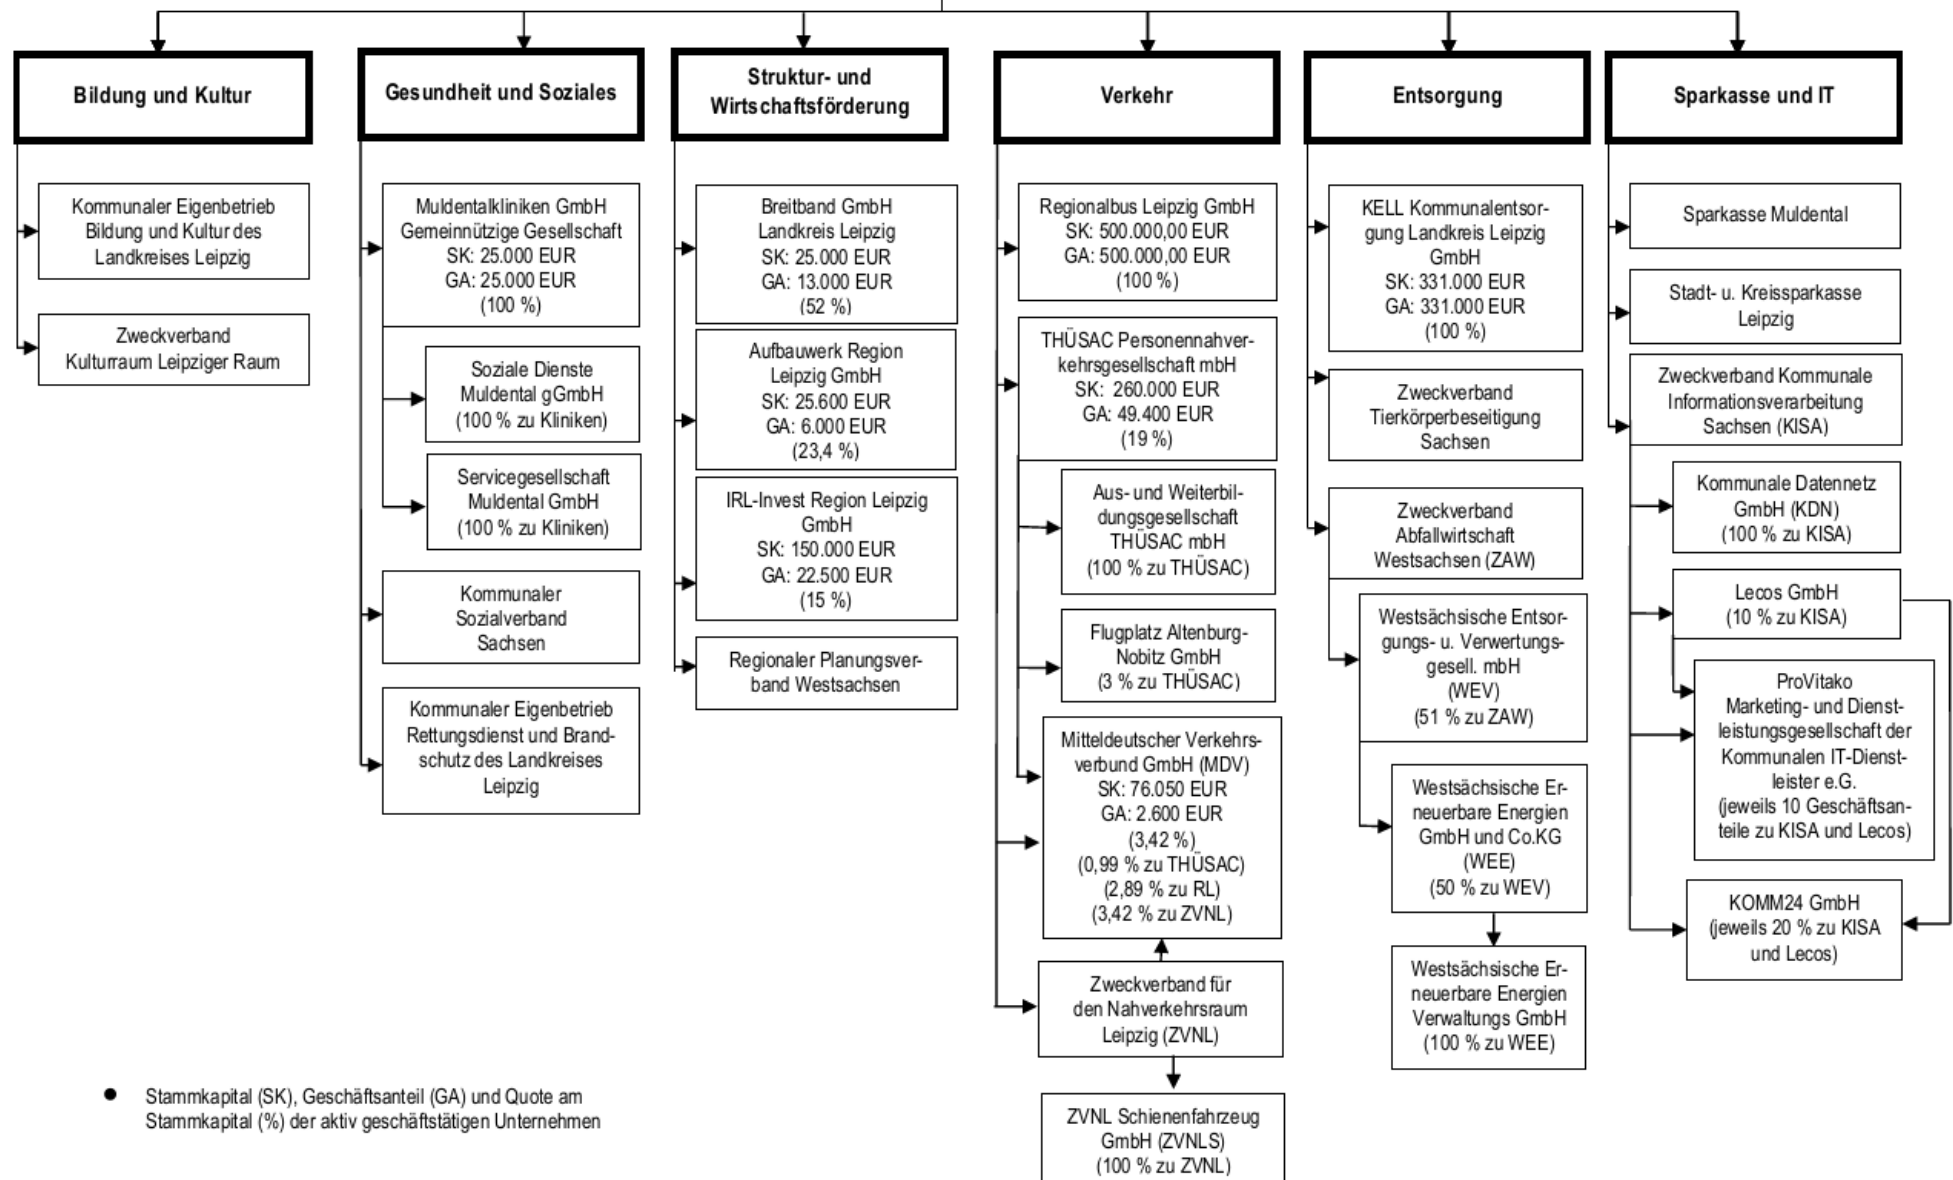 Bildung und Kultur
Kommunaler Eigenbetrieb
Bildung und Kultur des
Landkreises Leipzig
Zweckverband
Kulturraum Leipziger Raum
Gesundheit und Soziales
Muldentalkliniken GmbH
Gemeinnützige Gesellschaft
SK: 25.000 EUR
GA: 25.000 EUR
(100 %)
Soziale Dienste
Muldental gGmbH
(100 % zu Kliniken)
Servicegesellschaft
Muldental GmbH
(100 % zu Kliniken)
Kommunaler
Sozialverband
Sachsen
Kommunaler Eigenbetrieb
Rettungsdienst und Brand-
schutz des Landkreises
Leipzig
Struktur- und
Wirtschaftsförderung
Breitband GmbH
Landkreis Leipzig
SK: 25.000 EUR
GA: 13.000 EUR
(52 %)
Aufbauwerk Region
Leipzig GmbH
SK: 25.600 EUR
GA: 6.000 EUR
(23,4 %)
IRL-Invest Region Leipzig
GmbH
SK: 150.000 EUR
GA: 22.500 EUR
(15 %)
Regionaler Planungsver-
band Westsachsen
Verkehr
Regionalbus Leipzig GmbH
SK: 500.000,00 EUR
GA: 500.000,00 EUR
(100 %)
THÜSAC Personennahver-
kehrsgesellschaft mbH
SK: 260.000 EUR
GA: 49.400 EUR
(19 %)
Aus- und Weiterbil-
dungsgesellschaft
THÜSAC mbH
(100 % zu THÜSAC)
Flugplatz Altenburg-
Nobitz GmbH
(3 % zu THÜSAC)
Mitteldeutscher Verkehrs-
verbund GmbH (MDV)
SK: 76.050 EUR
GA: 2.600 EUR
(3,42 %)
(0,99 % zu THÜSAC)
(2,89 % zu RL)
(3,42 % zu ZVNL)
Zweckverband für
den Nahverkehrsraum
Leipzig (ZVNL)
ZVNL Schienenfahrzeug
GmbH (ZVNLS)
(100 % zu ZVNL)
Entsorgung
KELL Kommunalentsor-
gung Landkreis Leipzig
GmbH
SK: 331.000 EUR
GA: 331.000 EUR
(100 %)
Zweckverband
Tierkörperbeseitigung
Sachsen
Zweckverband
Abfallwirtschaft
Westsachsen (ZAW)
Westsächsische Entsor-
gungs- u. Verwertungs-
gesell. mbH
(WEV)
(51 % zu ZAW)
Westsächsische Er-
neuerbare Energien
GmbH und Co.KG
(WEE)
(50 % zu WEV)
Westsächsische Er-
neuerbare Energien
Verwaltungs GmbH
(100 % zu WEE)
Sparkasse und IT
Sparkasse Muldental
Stadt- u. Kreissparkasse
Leipzig
Zweckverband Kommunale
Informationsverarbeitung
Sachsen (KISA)
Kommunale Datennetz
GmbH (KDN)
(100 % zu KISA)
Lecos GmbH
(10 % zu KISA)
ProVitako
Marketing- und Dienst-
leistungsgesellschaft der
Kommunalen IT-Dienst-
leister e.G.
(jeweils 10 Geschäftsan-
teile zu KISA und Lecos)
KOMM24 GmbH
(jeweils 20 % zu KISA
und Lecos)
● Stammkapital (SK), Geschäftsanteil (GA) und Quote am
Stammkapital (%) der aktiv geschäftstätigen Unternehmen